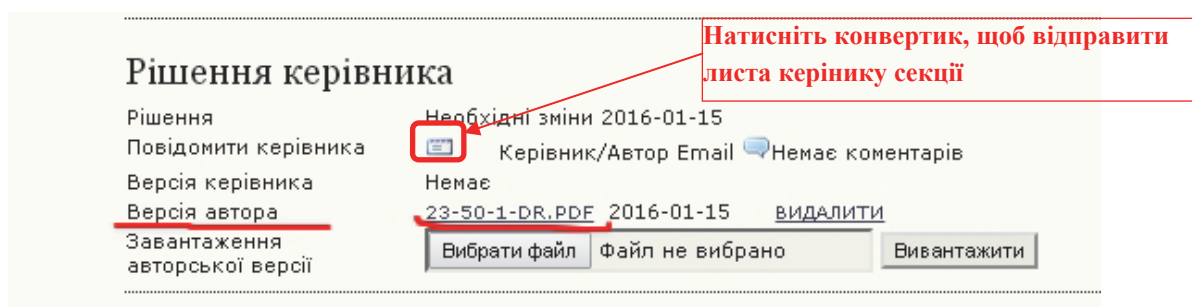 Натисніть конвертик, щоб відправити
листа керінику секції
Рішення керівника
Рішення Необхідні зміни 2016-01-15
Повідомити керівника Керівник/Автор Email Немає коментарів
Версія керівника Немає
Версія автора 23-50-1-DR.PDF 2016-01-15 ВИДАЛИТИ
Завантаження
авторської версії Вибрати файл Файл не вибрано Вивантажити